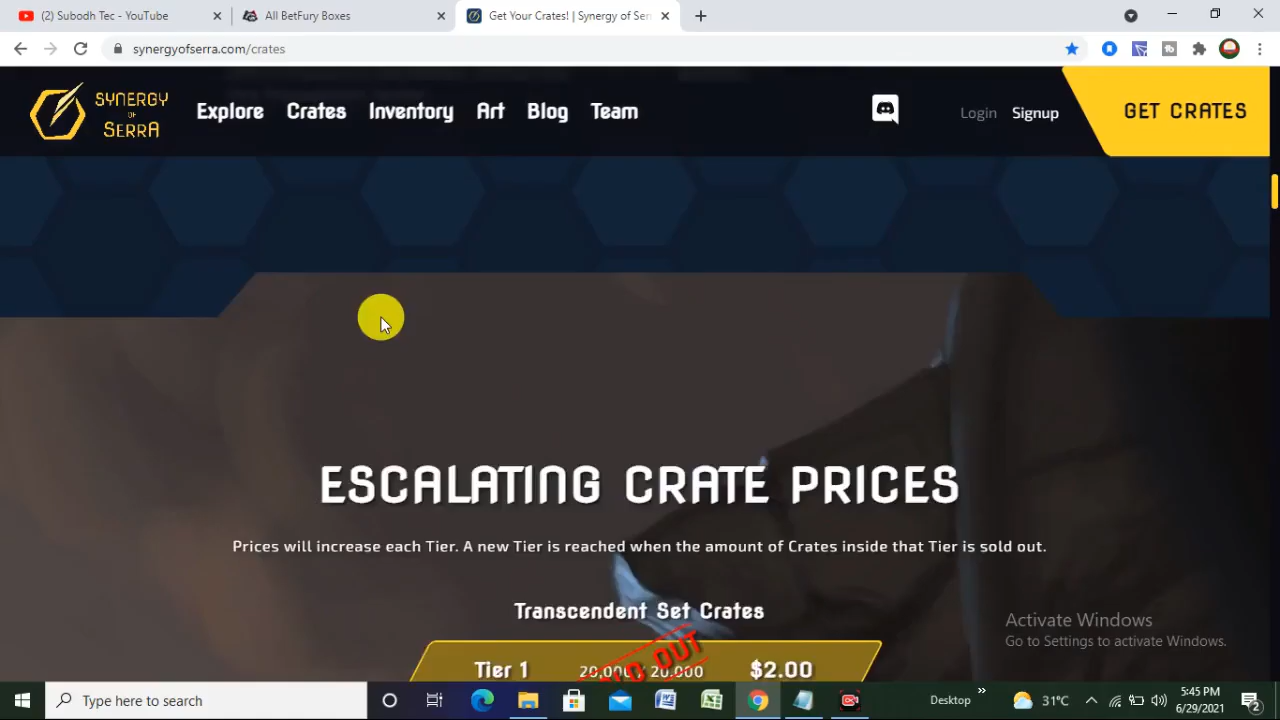 (2) Subodh Tec - YouTube
All BetFury Boxes
Get Your Crates! | Synergy of Ser
synergyofserra.com/crates
SYNERGY
OF
SERRA
Explore
Crates
Inventory
Art
Blog
Team
Login
Signup
GET CRATES
ESCALATING CRATE PRICES
Prices will increase each Tier. A new Tier is reached when the amount of Crates inside that Tier is sold out.
Transcendent Set Crates
Tier 1 20,000 / 20,000 $2.00
SOLD OUT
Activate Windows
Go to Settings to activate Windows.
Type here to search
Desktop
31°C
5:45 PM
6/29/2021
2